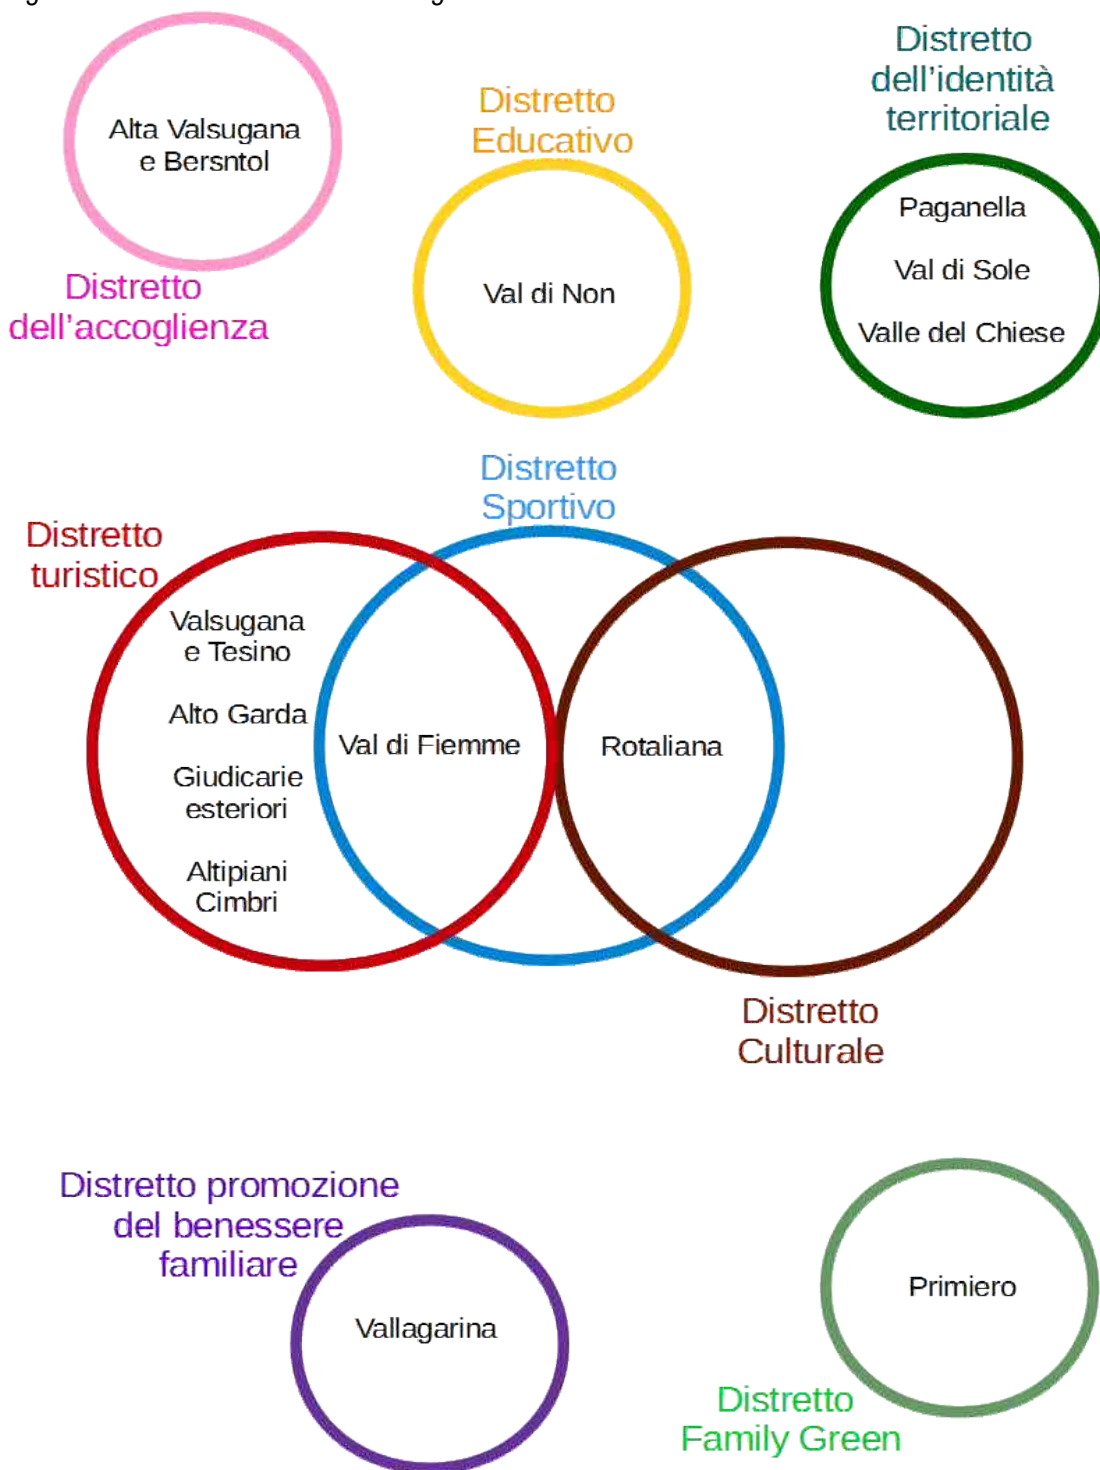 Alta Valsugana
e Bersntol
Distretto
dell'accoglienza
Distretto
Educativo
Val di Non
Distretto
dell'identità
territoriale
Paganella
Val di Sole
Valle del Chiese
Distretto
Sportivo
Distretto
turistico
Valsugana
e Tesino
Alto Garda
Giudicarie
esteriori
Altipiani
Cimbri
Val di Fiemme
Rotaliana
Distretto
Culturale
Distretto promozione
del benessere
familiare
Vallagarina
Primiero
Distretto
Family Green